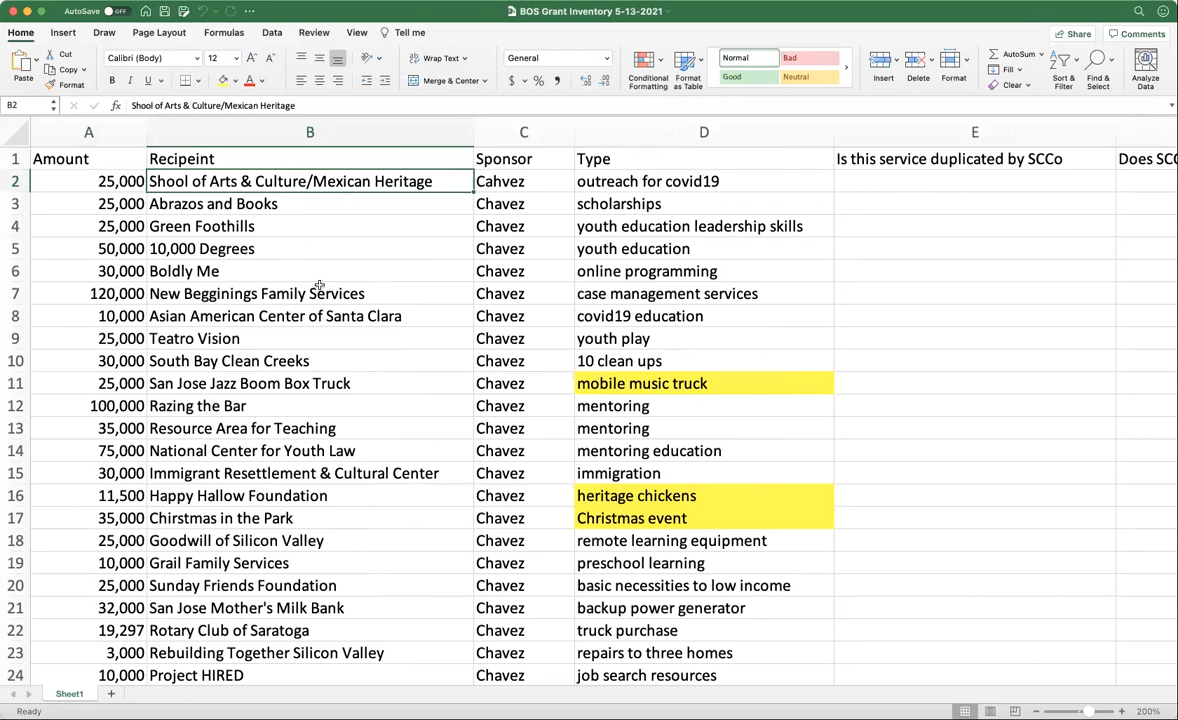 AutoSave OFF BOS Grant Inventory 5-13-2021
Home Insert Draw Page Layout Formulas Data Review View Tell me Share Comments
Paste Cut Calibri (Body) 12 Wrap Text General Normal Bad AutoSum
Copy Fill
Format B I U A Merge & Center $ % Conditional Formatting Format as Table Good Neutral Insert Delete Format Clear Sort & Filter Find & Select Analyze Data
B2 fx Shool of Arts & Culture/Mexican Heritage
A B C D E
1 Amount Recipeint Sponsor Type Is this service duplicated by SCCo Does SCC
2 25,000 Shool of Arts & Culture/Mexican Heritage Cahvez outreach for covid19
3 25,000 Abrazos and Books Chavez scholarships
4 25,000 Green Foothills Chavez youth education leadership skills
5 50,000 10,000 Degrees Chavez youth education
6 30,000 Boldly Me Chavez online programming
7 120,000 New Begginings Family Services Chavez case management services
8 10,000 Asian American Center of Santa Clara Chavez covid19 education
9 25,000 Teatro Vision Chavez youth play
10 30,000 South Bay Clean Creeks Chavez 10 clean ups
11 25,000 San Jose Jazz Boom Box Truck Chavez mobile music truck
12 100,000 Razing the Bar Chavez mentoring
13 35,000 Resource Area for Teaching Chavez mentoring
14 75,000 National Center for Youth Law Chavez mentoring education
15 30,000 Immigrant Resettlement & Cultural Center Chavez immigration
16 11,500 Happy Hallow Foundation Chavez heritage chickens
17 35,000 Chirstmas in the Park Chavez Christmas event
18 25,000 Goodwill of Silicon Valley Chavez remote learning equipment
19 10,000 Grail Family Services Chavez preschool learning
20 25,000 Sunday Friends Foundation Chavez basic necessities to low income
21 32,000 San Jose Mother's Milk Bank Chavez backup power generator
22 19,297 Rotary Club of Saratoga Chavez truck purchase
23 3,000 Rebuilding Together Silicon Valley Chavez repairs to three homes
24 10,000 Project HIRED Chavez job search resources
Sheet1
Ready 200%